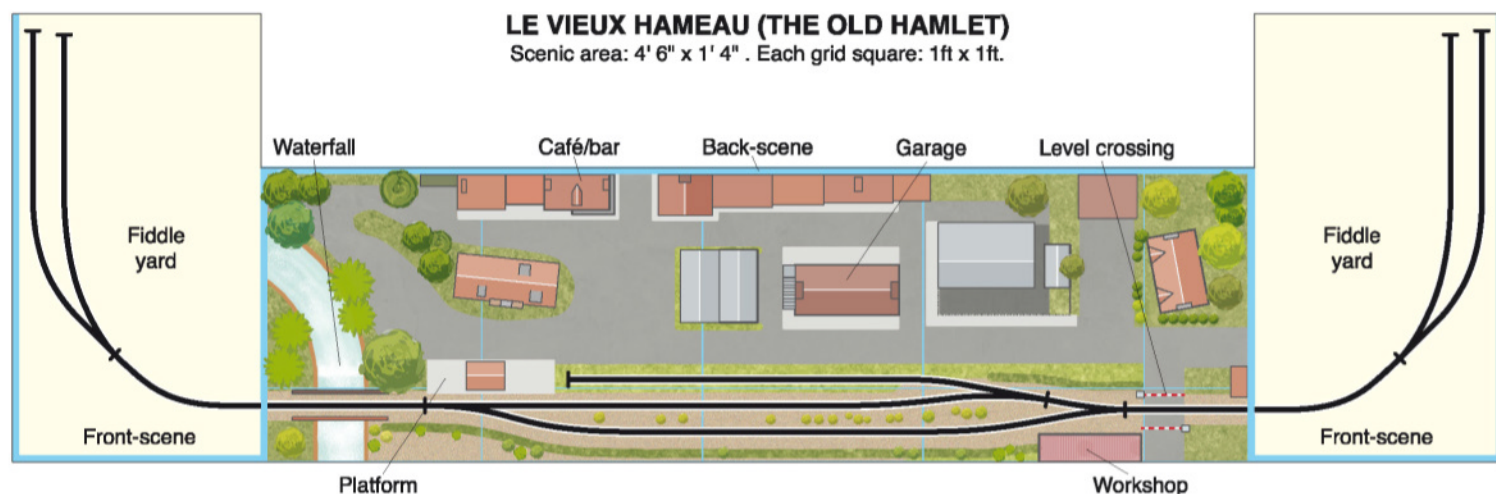 LE VIEUX HAMEAU (THE OLD HAMLET)
Scenic area: 4' 6" x 1' 4" . Each grid square: 1ft x 1ft.
Waterfall
Café/bar
Back-scene
Garage
Level crossing
Fiddle
yard
Fiddle
yard
Front-scene
Front-scene
Platform
Workshop